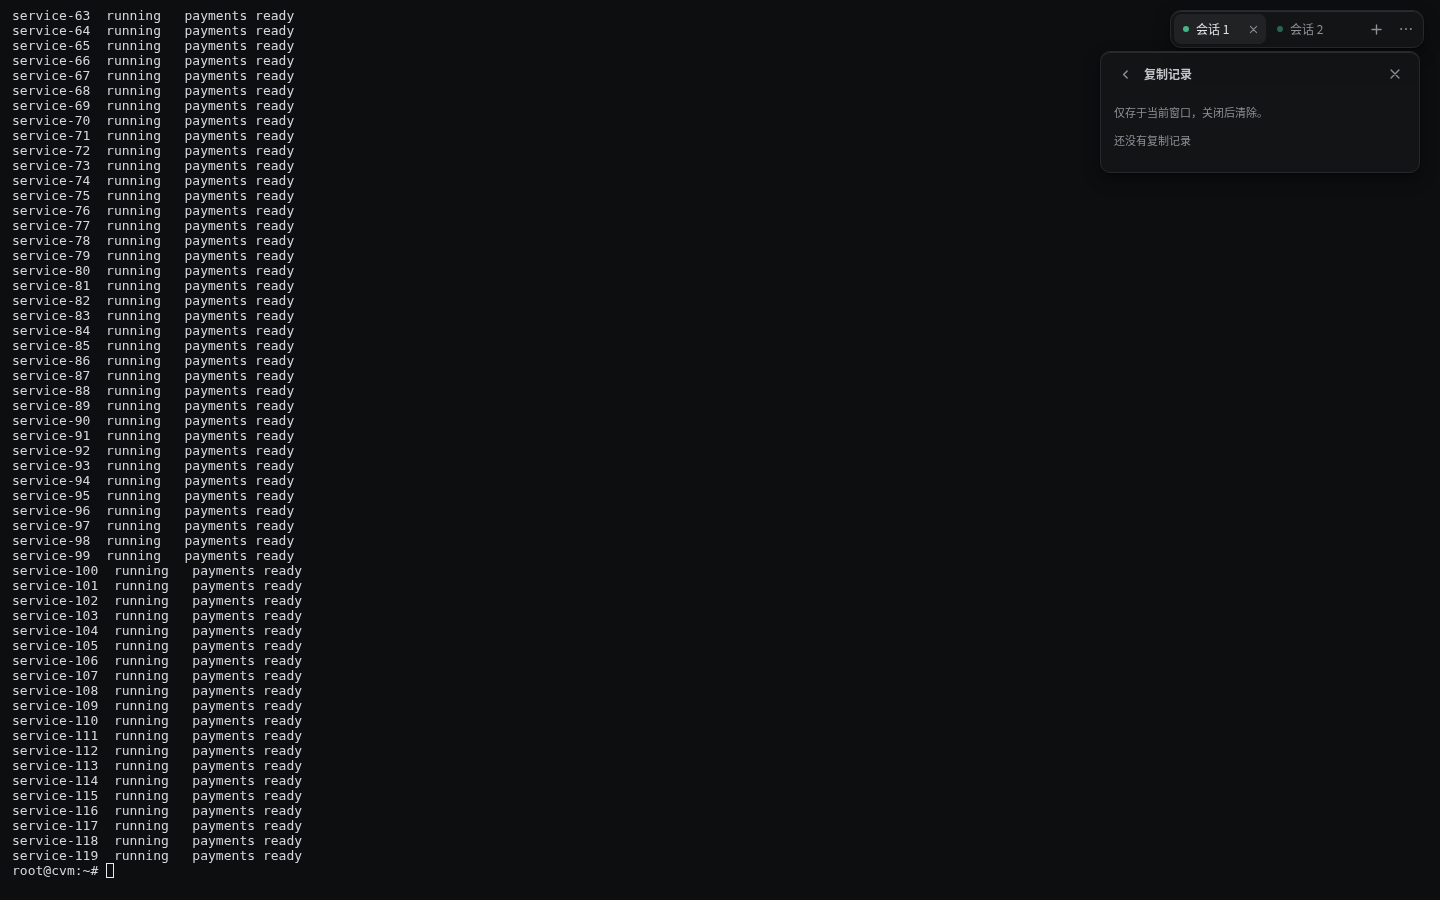 service-63  running   payments ready
service-64  running   payments ready
service-65  running   payments ready
service-66  running   payments ready
service-67  running   payments ready
service-68  running   payments ready
service-69  running   payments ready
service-70  running   payments ready
service-71  running   payments ready
service-72  running   payments ready
service-73  running   payments ready
service-74  running   payments ready
service-75  running   payments ready
service-76  running   payments ready
service-77  running   payments ready
service-78  running   payments ready
service-79  running   payments ready
service-80  running   payments ready
service-81  running   payments ready
service-82  running   payments ready
service-83  running   payments ready
service-84  running   payments ready
service-85  running   payments ready
service-86  running   payments ready
service-87  running   payments ready
service-88  running   payments ready
service-89  running   payments ready
service-90  running   payments ready
service-91  running   payments ready
service-92  running   payments ready
service-93  running   payments ready
service-94  running   payments ready
service-95  running   payments ready
service-96  running   payments ready
service-97  running   payments ready
service-98  running   payments ready
service-99  running   payments ready
service-100  running   payments ready
service-101  running   payments ready
service-102  running   payments ready
service-103  running   payments ready
service-104  running   payments ready
service-105  running   payments ready
service-106  running   payments ready
service-107  running   payments ready
service-108  running   payments ready
service-109  running   payments ready
service-110  running   payments ready
service-111  running   payments ready
service-112  running   payments ready
service-113  running   payments ready
service-114  running   payments ready
service-115  running   payments ready
service-116  running   payments ready
service-117  running   payments ready
service-118  running   payments ready
service-119  running   payments ready
root@cvm:~#
会话 1
会话 2
复制记录
仅存于当前窗口，关闭后清除。
还没有复制记录